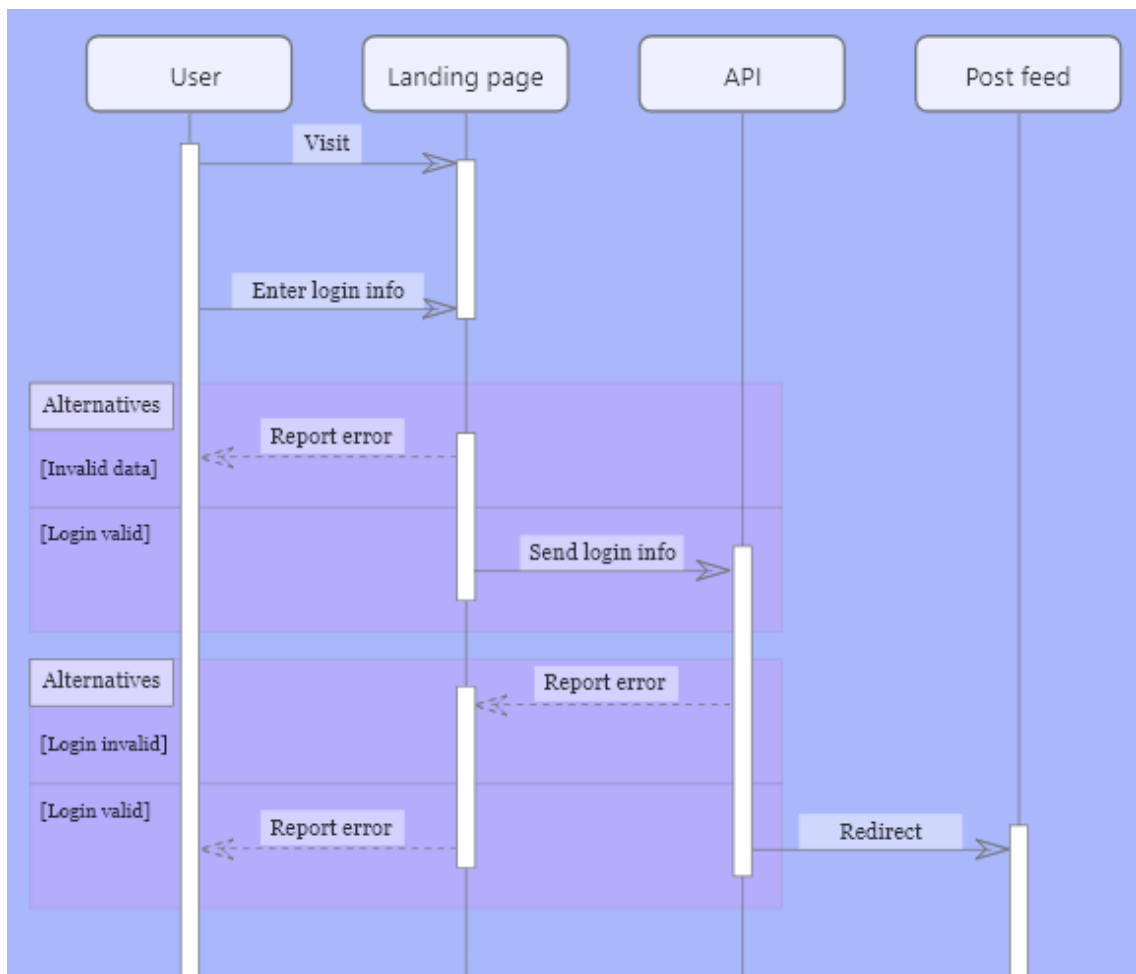 User
Landing page
API
Post feed
Visit
Enter login info
Alternatives
Report error
[Invalid data]
[Login valid]
Send login info
Alternatives
Report error
[Login invalid]
[Login valid]
Report error
Redirect